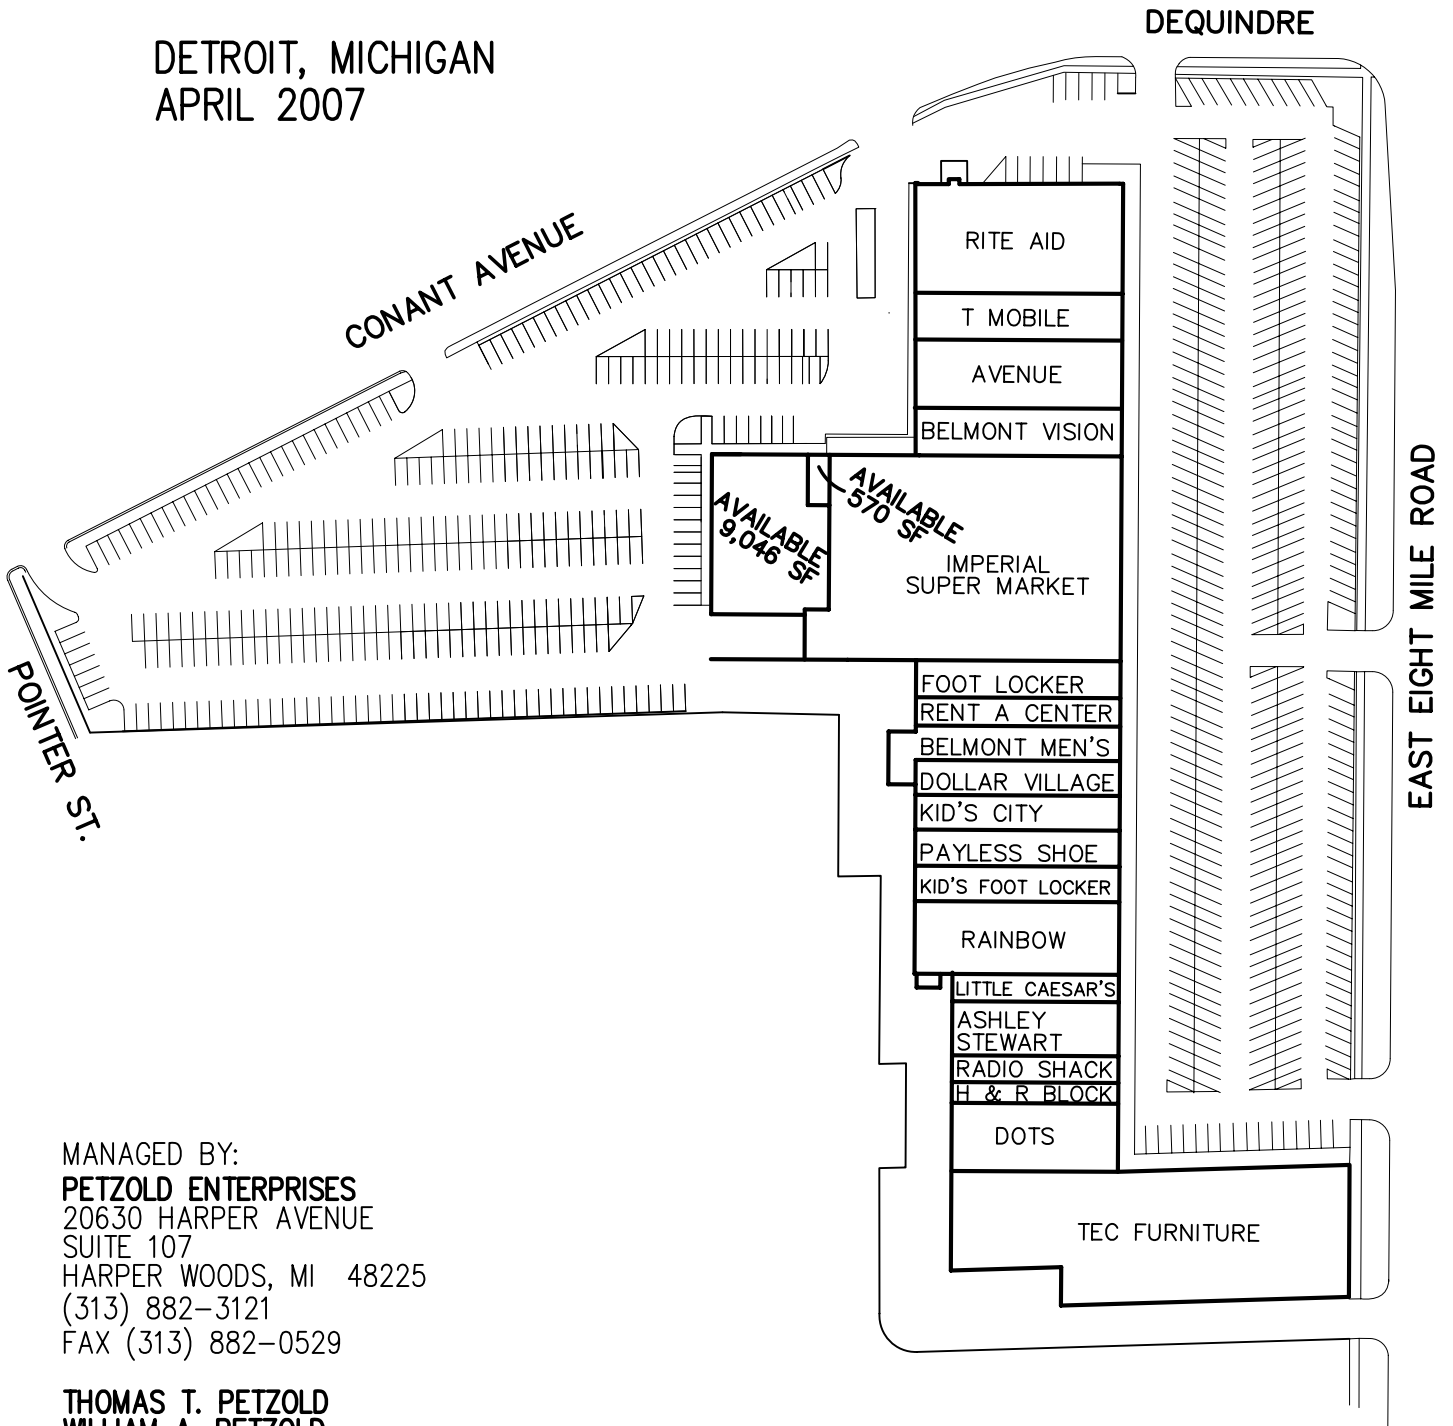 DEQUINDRE
DETROIT, MICHIGAN
APRIL 2007
CONANT AVENUE
POINTER ST.
EAST EIGHT MILE ROAD
RITE AID
T MOBILE
AVENUE
BELMONT VISION
AVAILABLE
570 SF
AVAILABLE
9,046 SF
IMPERIAL
SUPER MARKET
FOOT LOCKER
RENT A CENTER
BELMONT MEN'S
DOLLAR VILLAGE
KID'S CITY
PAYLESS SHOE
KID'S FOOT LOCKER
RAINBOW
LITTLE CAESAR'S
ASHLEY
STEWART
RADIO SHACK
H & R BLOCK
DOTS
TEC FURNITURE
MANAGED BY:
PETZOLD ENTERPRISES
20630 HARPER AVENUE
SUITE 107
HARPER WOODS, MI 48225
(313) 882-3121
FAX (313) 882-0529
THOMAS T. PETZOLD
WILLIAM A. PETZOLD